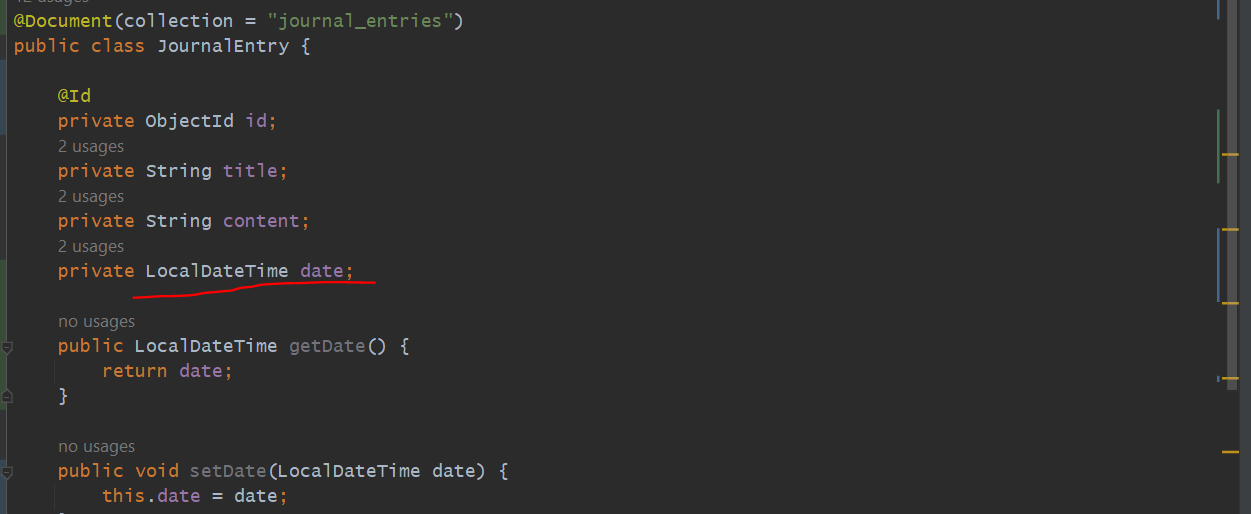 @Document(collection = "journal_entries")
public class JournalEntry {
@Id
private ObjectId id;
2 usages
private String title;
2 usages
private String content;
2 usages
private LocalDateTime date;
no usages
public LocalDateTime getDate() {
return date;
}
no usages
public void setDate(LocalDateTime date) {
this.date = date;